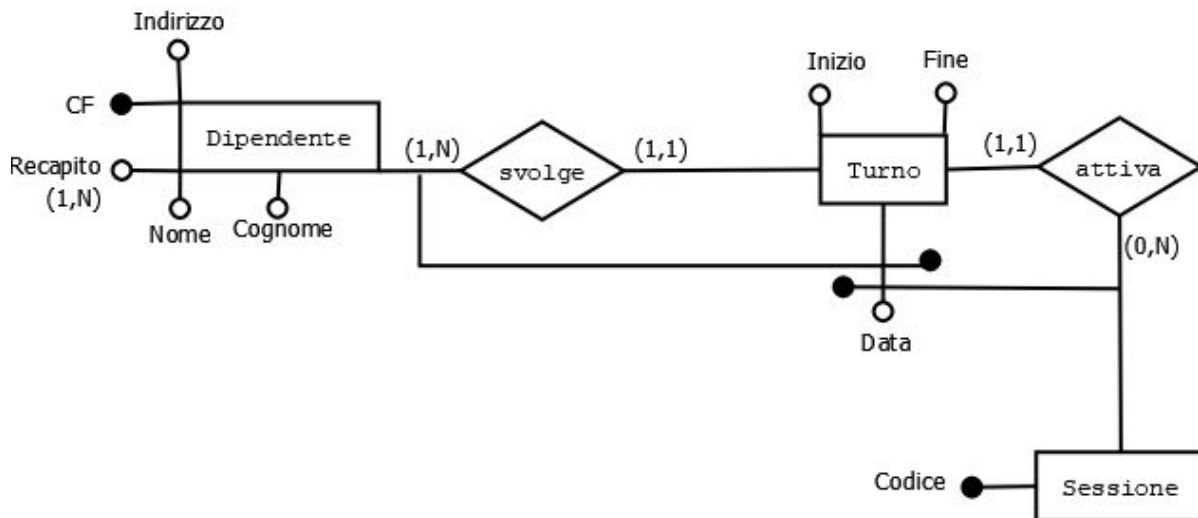 Indirizzo
CF
Dipendente
Recapito
(1,N)
Nome
Cognome
(1,N)
svolge
(1,1)
Inizio
Fine
Turno
(1,1)
attiva
(0,N)
Data
Codice
Sessione